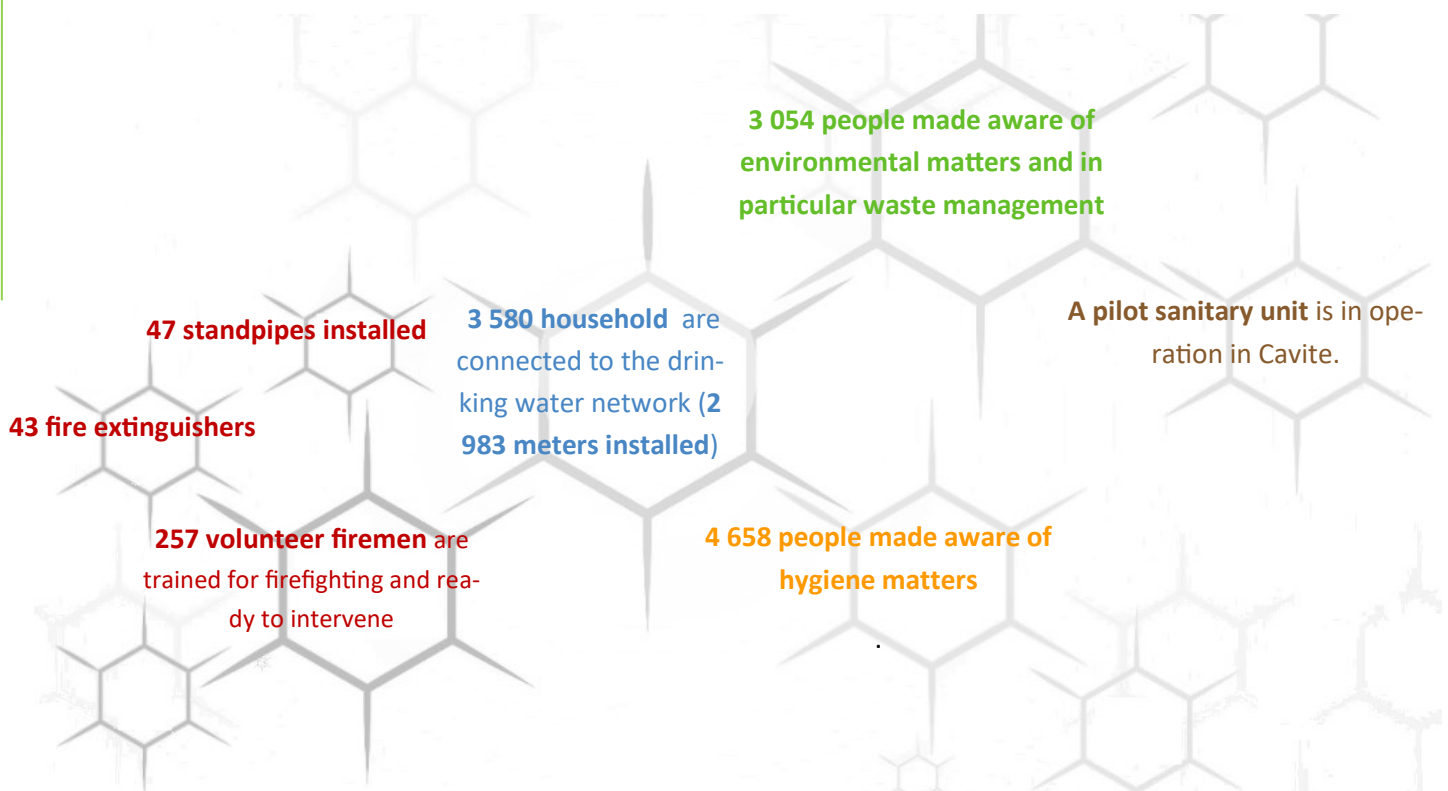 3 054 people made aware of
environmental matters and in
particular waste management
47 standpipes installed
43 fire extinguishers
257 volunteer firemen are
trained for firefighting and rea-
dy to intervene
3 580 household are
connected to the drin-
king water network (2
983 meters installed)
A pilot sanitary unit is in ope-
ration in Cavite.
4 658 people made aware of
hygiene matters
.